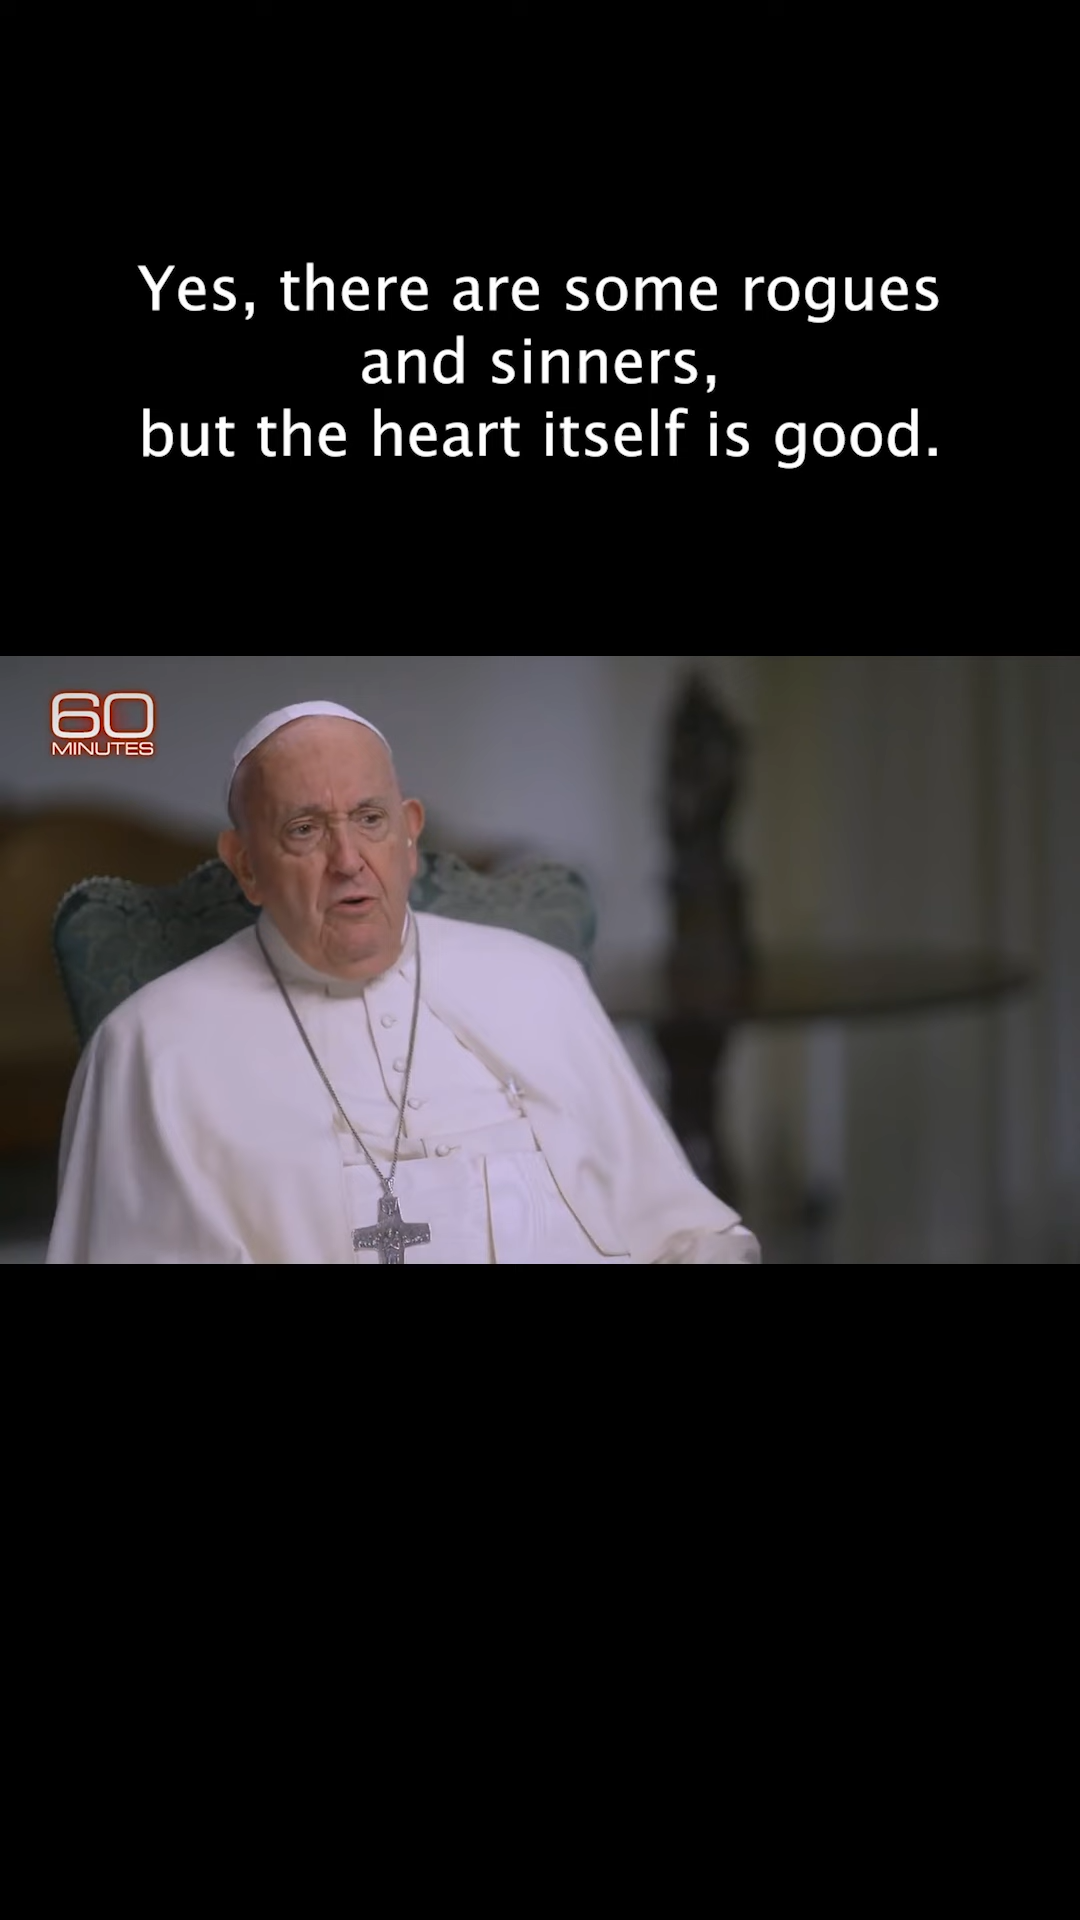 Yes, there are some rogues
and sinners,
but the heart itself is good.
60
MINUTES